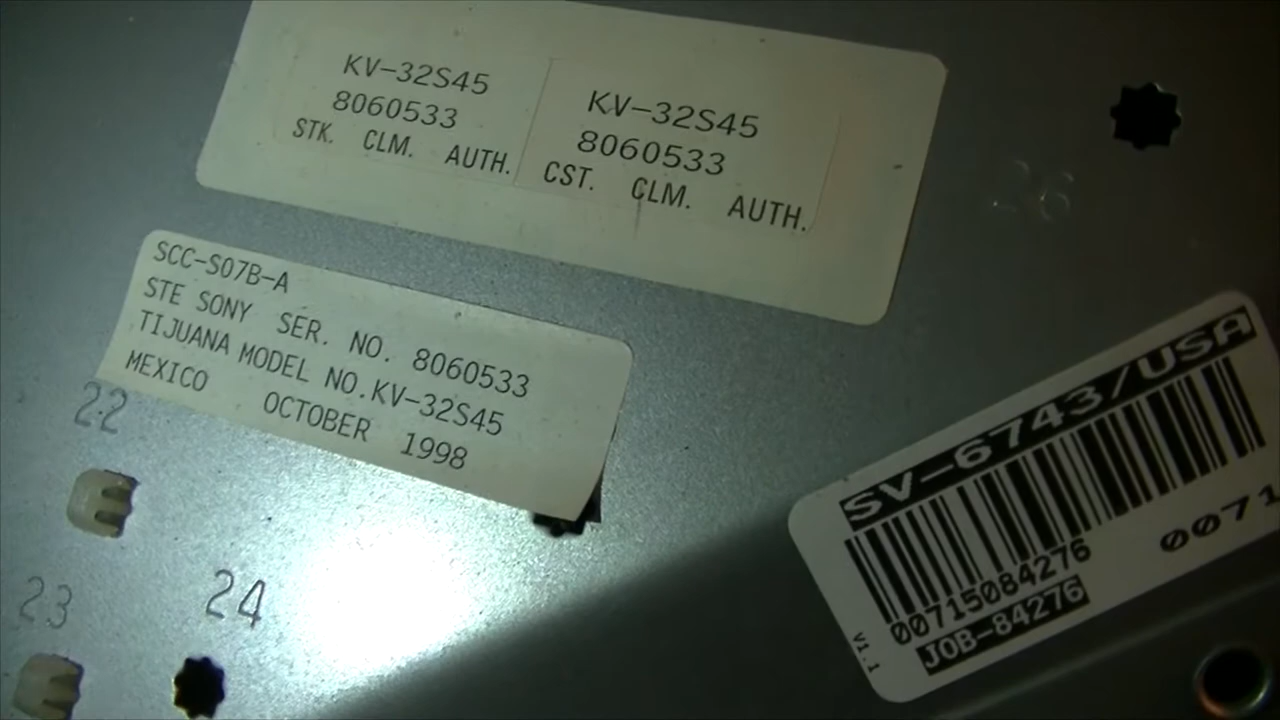 KV-32S45
8060533
STK. CLM. AUTH.
KV-32S45
8060533
CST. CLM. AUTH.
SCC-S07B-A
STE SONY SER. NO. 8060533
TIJUANA MODEL NO.KV-32S45
MEXICO OCTOBER 1998
22
23
24
26
SV-6743/USA
00715084276
JOB-84276
V1.1